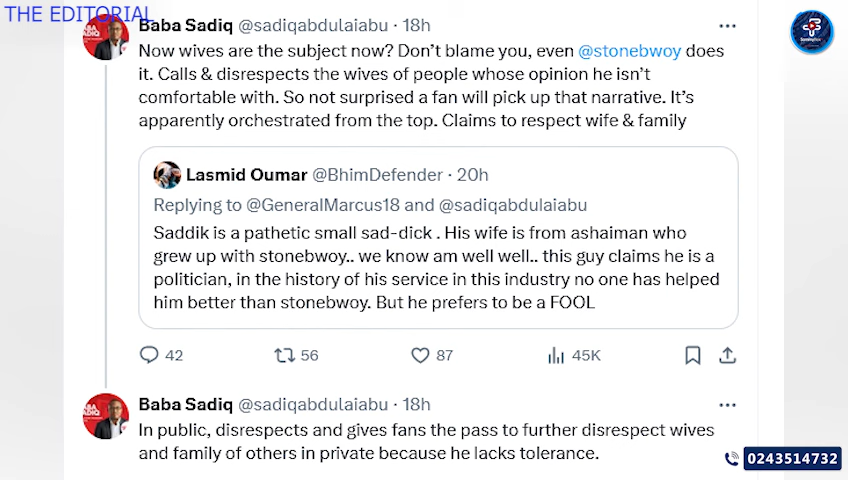 THE EDITORIAL
Baba Sadiq @sadiqabdulaiabu · 18h
Now wives are the subject now? Don't blame you, even @stonebwoy does
it. Calls & disrespects the wives of people whose opinion he isn't
comfortable with. So not surprised a fan will pick up that narrative. It's
apparently orchestrated from the top. Claims to respect wife & family
Lasmid Oumar @BhimDefender · 20h
Replying to @GeneralMarcus18 and @sadiqabdulaiabu
Saddik is a pathetic small sad-dick . His wife is from ashaiman who
grew up with stonebwoy.. we know am well well.. this guy claims he is a
politician, in the history of his service in this industry no one has helped
him better than stonebwoy. But he prefers to be a FOOL
42 56 87 45K
Baba Sadiq @sadiqabdulaiabu · 18h
In public, disrespects and gives fans the pass to further disrespect wives
and family of others in private because he lacks tolerance.
0243514732